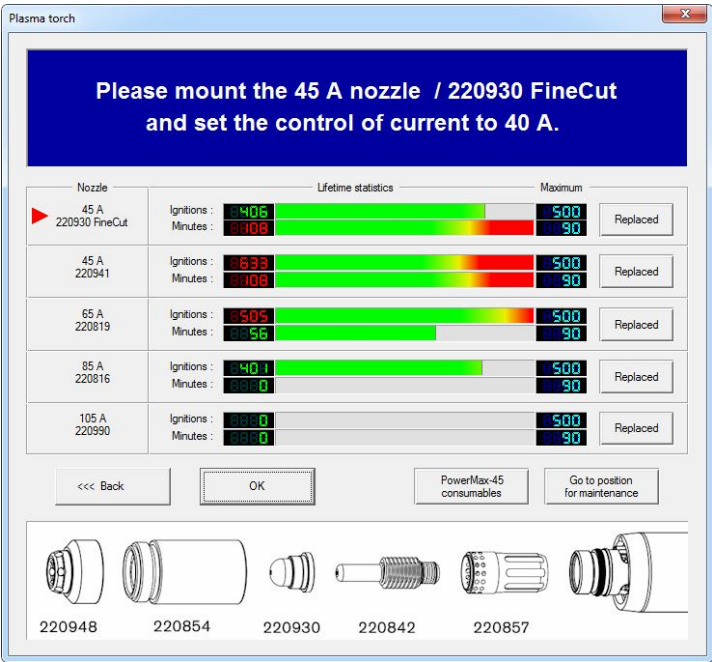 Plasma torch
Please mount the 45 A nozzle / 220930 FineCut
and set the control of current to 40 A.
Nozzle Lifetime statistics Maximum
45 A
220930 FineCut
Ignitions : 406 500
Minutes : 108 90
Replaced
45 A
220941
Ignitions : 633 500
Minutes : 108 90
Replaced
65 A
220819
Ignitions : 505 500
Minutes : 56 90
Replaced
85 A
220816
Ignitions : 401 500
Minutes : 0 90
Replaced
105 A
220990
Ignitions : 0 500
Minutes : 0 90
Replaced
<<< Back
OK
PowerMax-45
consumables
Go to position
for maintenance
220948 220854 220930 220842 220857